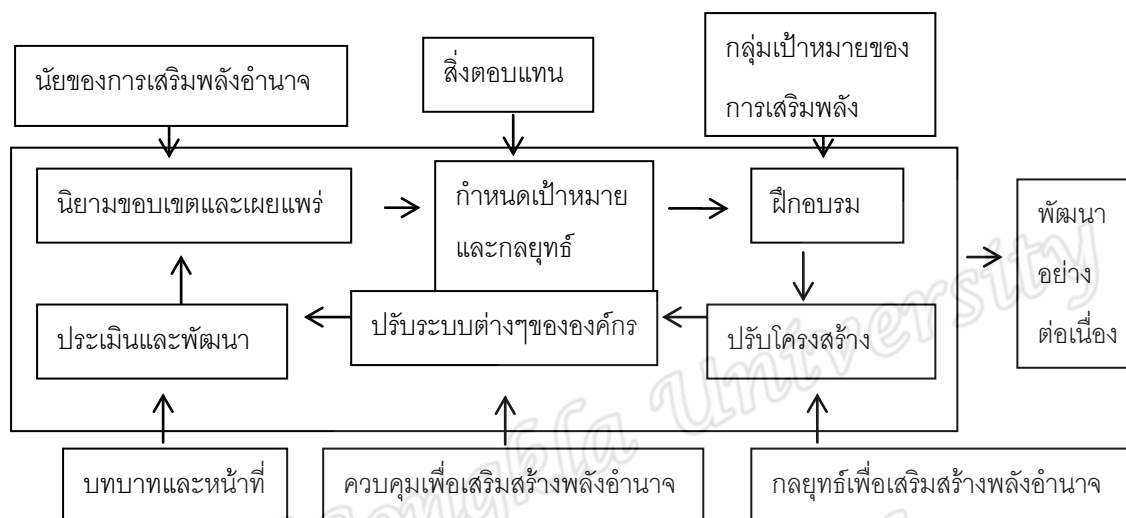 นัยของการเสริมพลังอำนาจ
สิ่งตอบแทน
กลุ่มเป้าหมายของ
การเสริมพลัง
นิยามขอบเขตและเผยแพร่
กำหนดเป้าหมาย
และกลยุทธ์
ฝึกอบรม
พัฒนา
อย่าง
ต่อเนื่อง
ประเมินและพัฒนา
ปรับระบบต่างๆขององค์กร
ปรับโครงสร้าง
บทบาทและหน้าที่
ควบคุมเพื่อเสริมสร้างพลังอำนาจ
กลยุทธ์เพื่อเสริมสร้างพลังอำนาจ
ongkla University